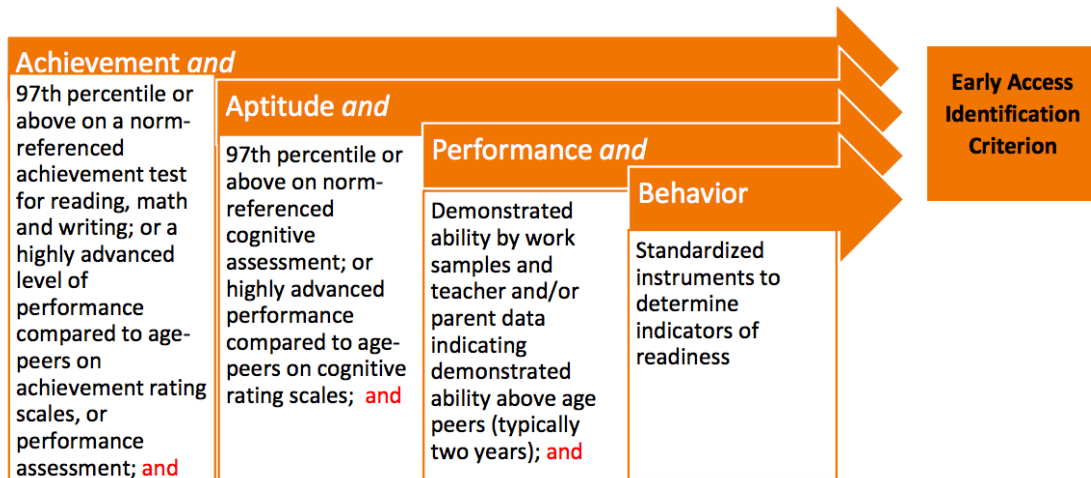 Achievement and
97th percentile or
above on a norm-
referenced
achievement test
for reading, math
and writing; or a
highly advanced
level of
performance
compared to age-
peers on
achievement rating
scales, or
performance
assessment; and
Aptitude and
97th percentile or
above on norm-
referenced
cognitive
assessment; or
highly advanced
performance
compared to age-
peers on cognitive
rating scales; and
Performance and
Demonstrated
ability by work
samples and
teacher and/or
parent data
indicating
demonstrated
ability above age
peers (typically
two years); and
Behavior
Standardized
instruments to
determine
indicators of
readiness
Early Access
Identification
Criterion